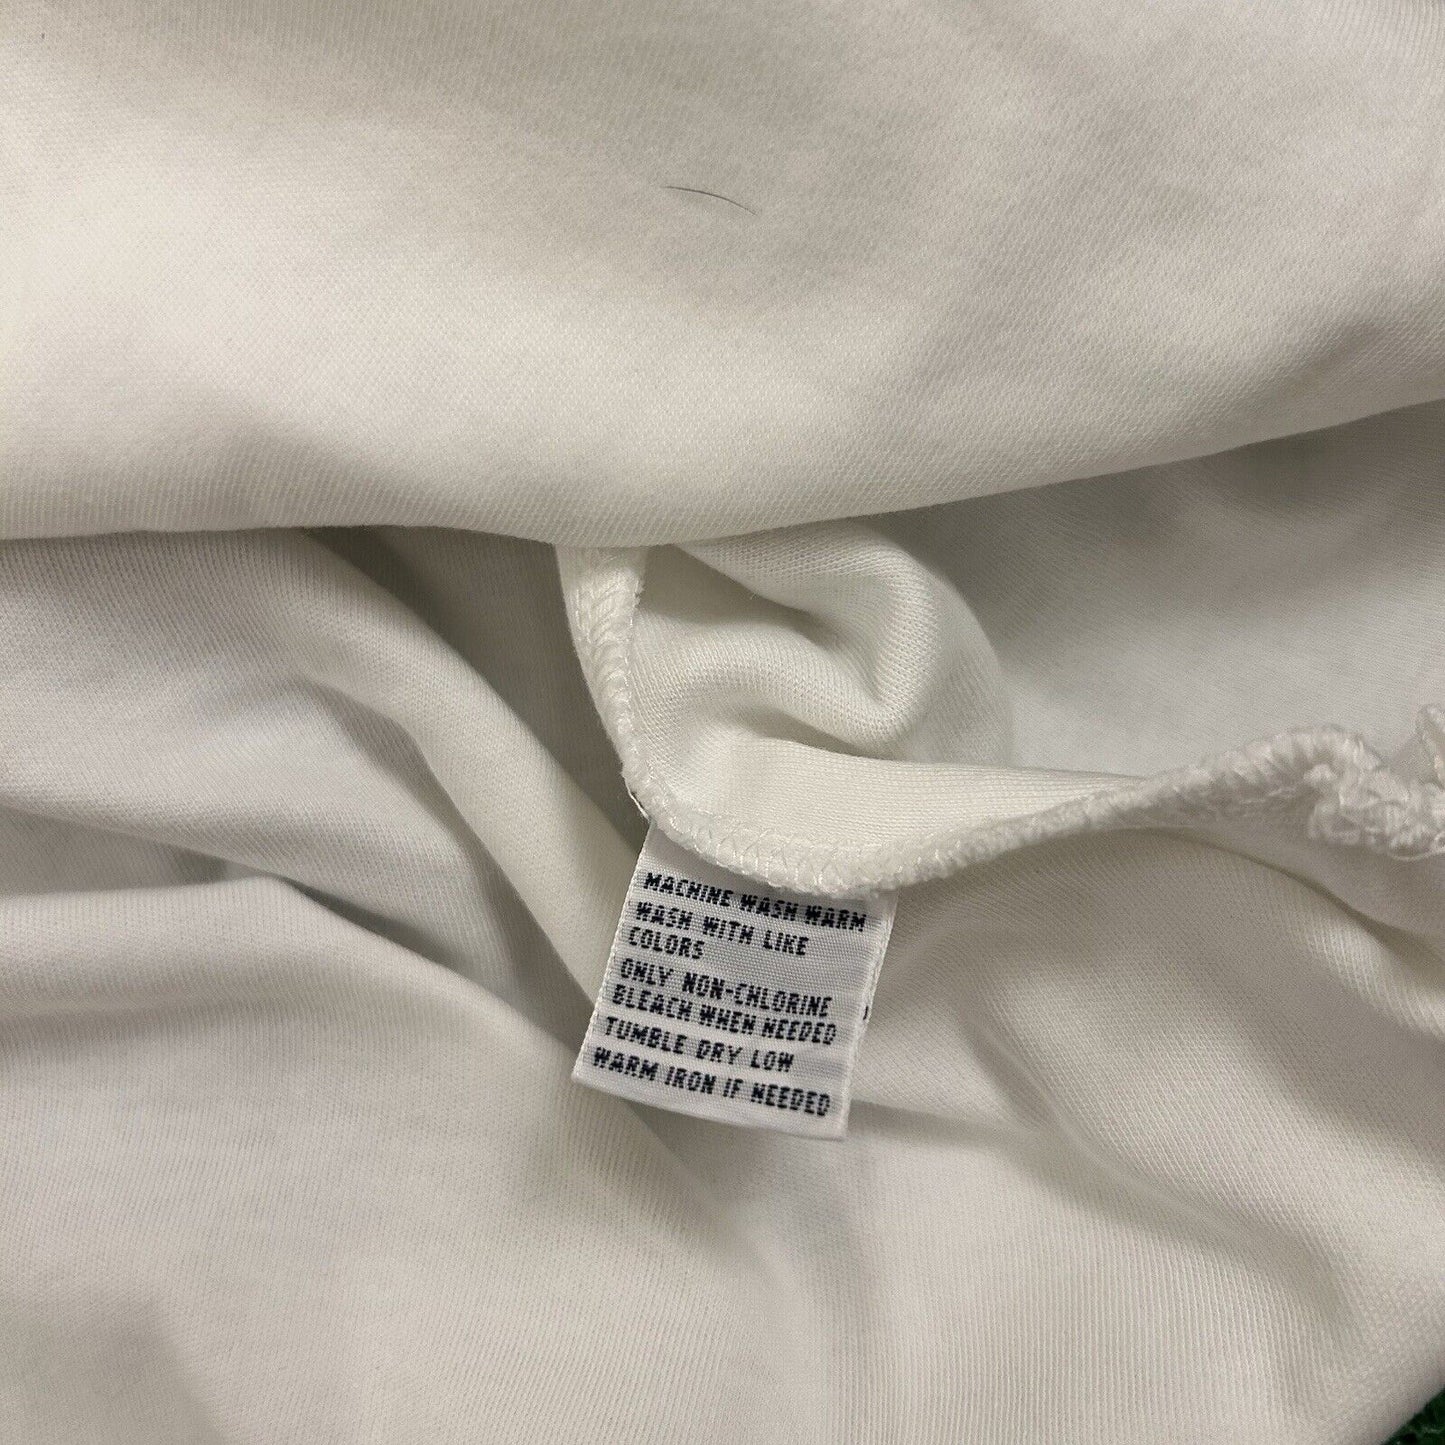 MACHINE WASH WARM
WASH WITH LIKE
COLORS
ONLY NON-CHLORINE
BLEACH WHEN NEEDED
TUMBLE DRY LOW
WARM IRON IF NEEDED